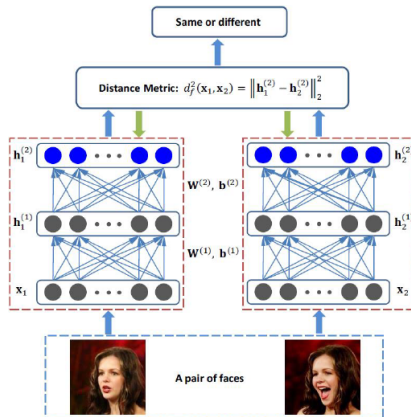 Same or different
Distance Metric: d_f^2(x_1, x_2) = ‖h_1^(2) − h_2^(2)‖_2^2
h_1^(2)
h_2^(2)
W^(2), b^(2)
h_1^(1)
h_2^(1)
W^(1), b^(1)
x_1
x_2
A pair of faces